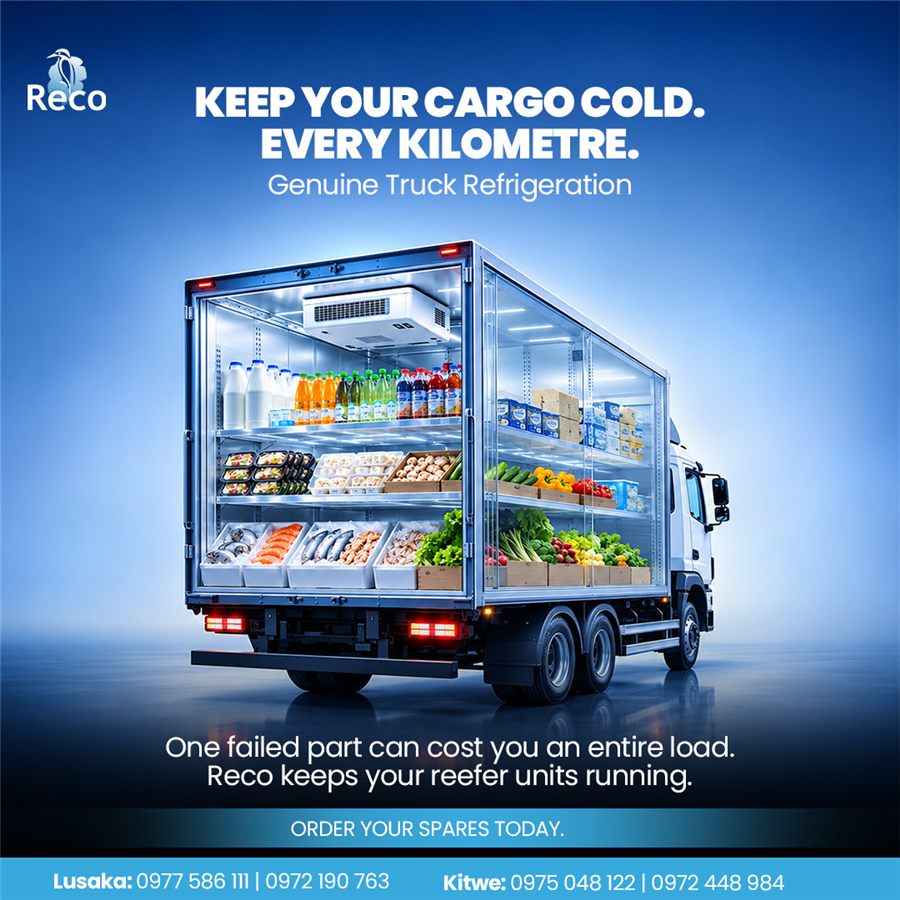 Reco
KEEP YOUR CARGO COLD.
EVERY KILOMETRE.
Genuine Truck Refrigeration
One failed part can cost you an entire load.
Reco keeps your reefer units running.
ORDER YOUR SPARES TODAY.
Lusaka: 0977 586 111 | 0972 190 763
Kitwe: 0975 048 122 | 0972 448 984